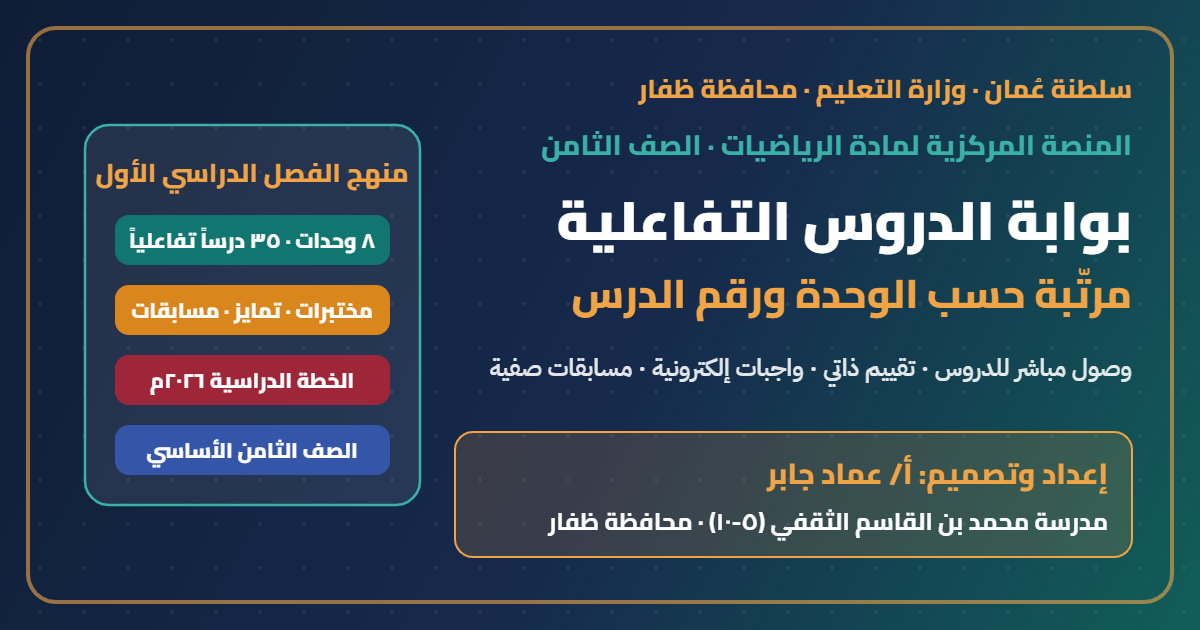 سلطنة عُمان · وزارة التعليم · محافظة ظفار
المنصة المركزية لمادة الرياضيات · الصف الثامن
بوابة الدروس التفاعلية
مرتّبة حسب الوحدة ورقم الدرس
وصول مباشر للدروس · تقييم ذاتي · واجبات إلكترونية · مسابقات صفية
إعداد وتصميم: أ/ عماد جابر
مدرسة محمد بن القاسم الثقفي (٥-١٠) · محافظة ظفار
منهج الفصل الدراسي الأول
٨ وحدات · ٣٥ درساً تفاعلياً
مختبرات · تمايز · مسابقات
الخطة الدراسية ٢٠٢٦م
الصف الثامن الأساسي